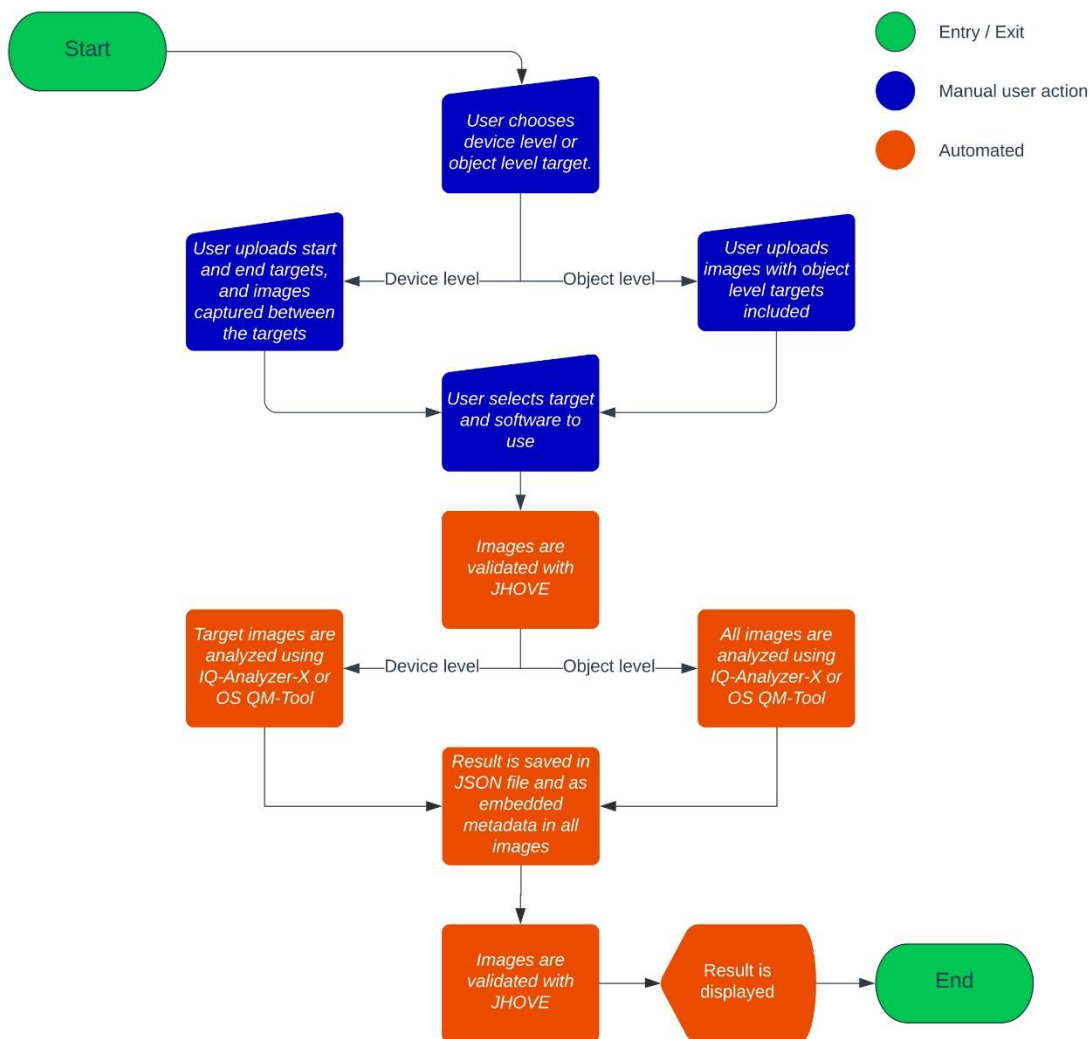 Start
Entry / Exit
Manual user action
Automated
User chooses
device level or
object level target.
User uploads start
and end targets,
and images
captured between
the targets
Device level
Object level
User uploads
images with object
level targets
included
User selects target
and software to
use
Images are
validated with
JHOVE
Target images are
analyzed using
IQ-Analyzer-X or
OS QM-Tool
Device level
Object level
All images are
analyzed using
IQ-Analyzer-X or
OS QM-Tool
Result is saved in
JSON file and as
embedded
metadata in all
images
Images are
validated with
JHOVE
Result is
displayed
End